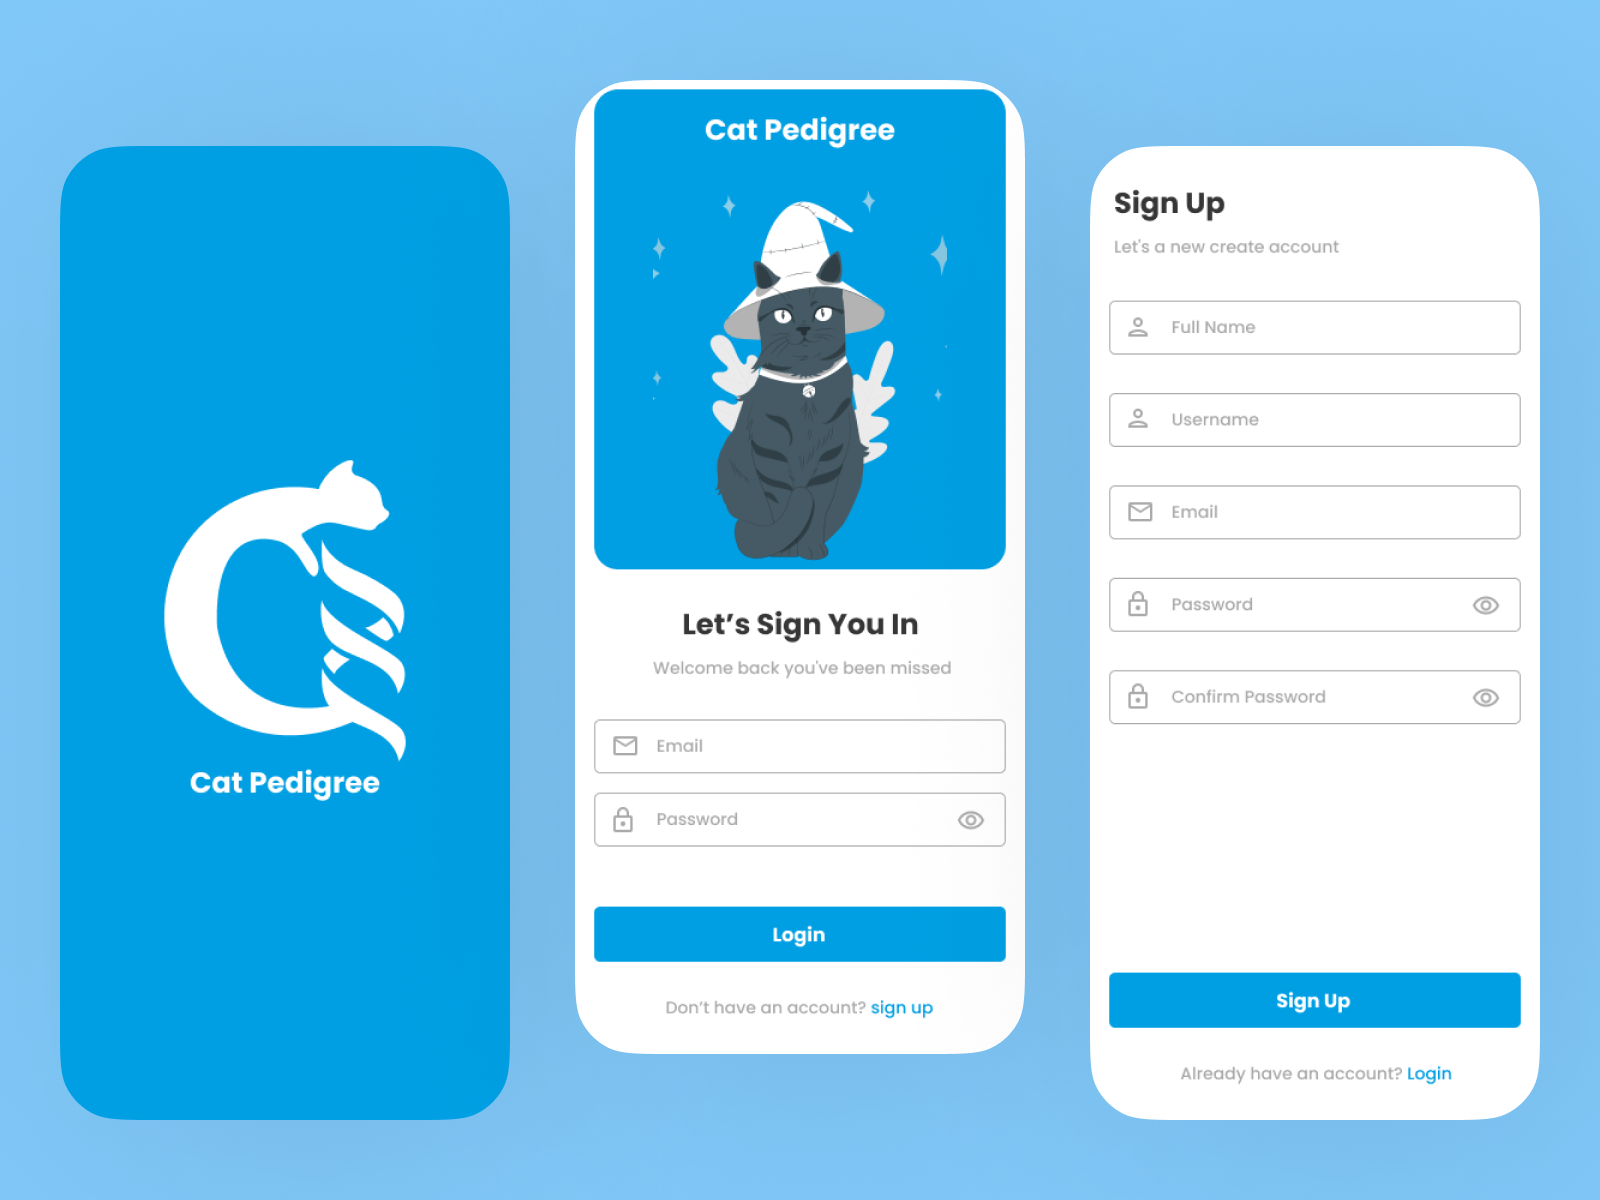 Cat Pedigree
Cat Pedigree
Let’s Sign You In
Welcome back you've been missed
Email
Password
Login
Don’t have an account? sign up
Sign Up
Let's a new create account
Full Name
Username
Email
Password
Confirm Password
Sign Up
Already have an account? Login